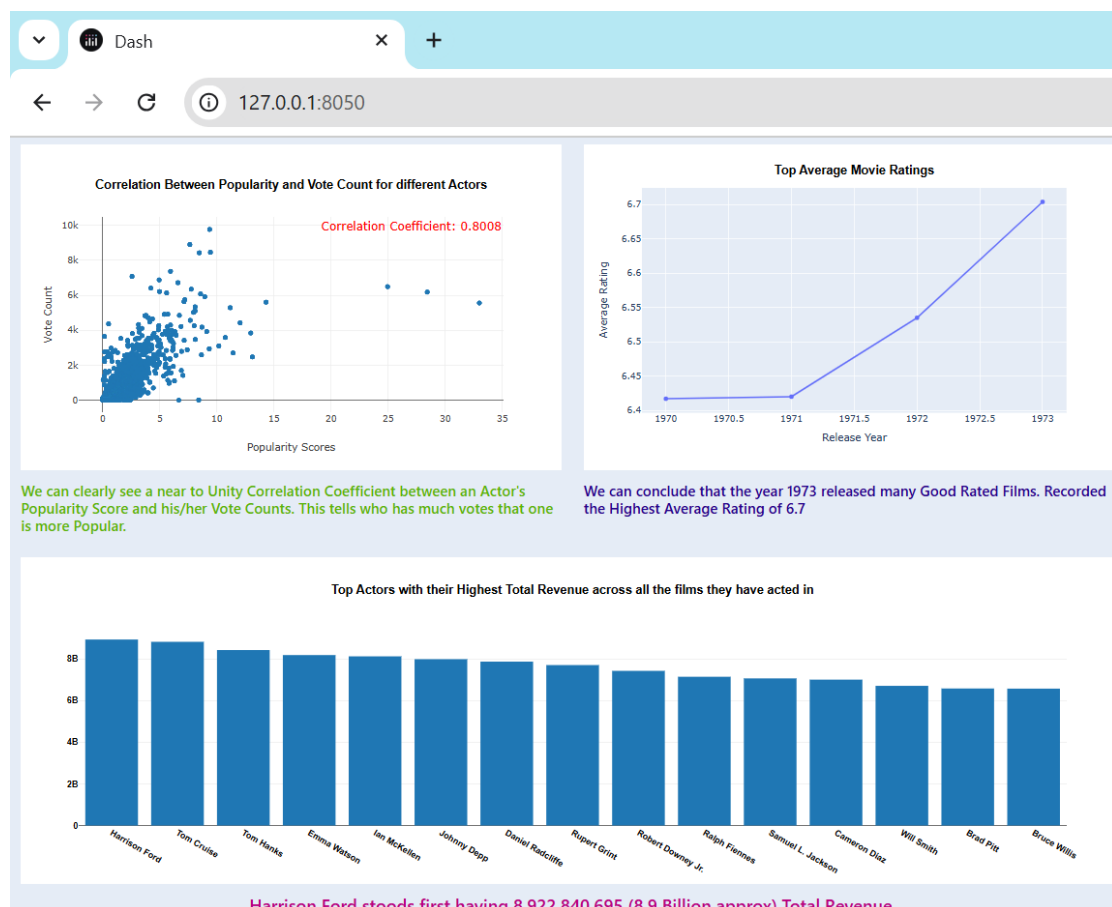 Dash
127.0.0.1:8050
Correlation Between Popularity and Vote Count for different Actors
Correlation Coefficient: 0.8008
10k
8k
6k
4k
2k
0
Vote Count
0 5 10 15 20 25 30 35
Popularity Scores
Top Average Movie Ratings
6.7
6.65
6.6
6.55
6.5
6.45
6.4
Average Rating
1970 1970.5 1971 1971.5 1972 1972.5 1973
Release Year
We can clearly see a near to Unity Correlation Coefficient between an Actor's
Popularity Score and his/her Vote Counts. This tells who has much votes that one
is more Popular.
We can conclude that the year 1973 released many Good Rated Films. Recorded
the Highest Average Rating of 6.7
Top Actors with their Highest Total Revenue across all the films they have acted in
8B
6B
4B
2B
0
Harrison Ford
Tom Cruise
Tom Hanks
Emma Watson
Ian McKellen
Johnny Depp
Daniel Radcliffe
Rupert Grint
Robert Downey Jr.
Ralph Fiennes
Samuel L. Jackson
Cameron Diaz
Will Smith
Brad Pitt
Bruce Willis
Harrison Ford stoods first having 8,922,840,695 (8.9 Billion approx) Total Revenue